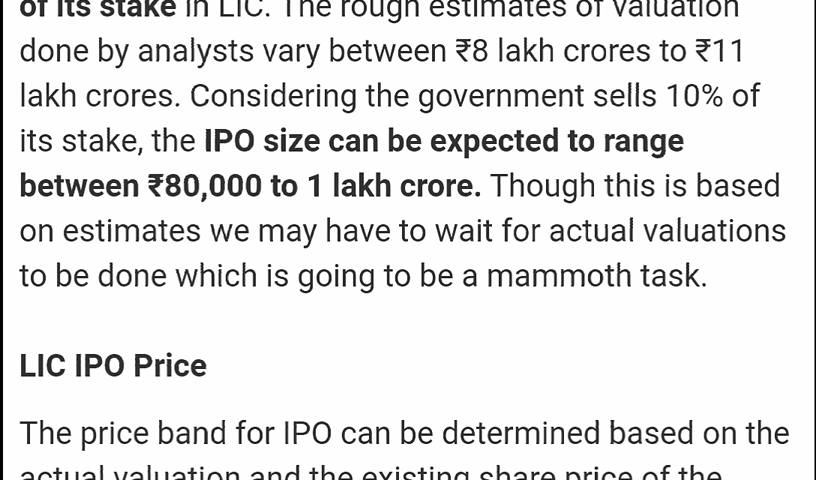 of its stake in LIC. The rough estimates of valuation
done by analysts vary between ₹8 lakh crores to ₹11
lakh crores. Considering the government sells 10% of
its stake, the IPO size can be expected to range
between ₹80,000 to 1 lakh crore. Though this is based
on estimates we may have to wait for actual valuations
to be done which is going to be a mammoth task.
LIC IPO Price
The price band for IPO can be determined based on the
actual valuation and the existing share price of the